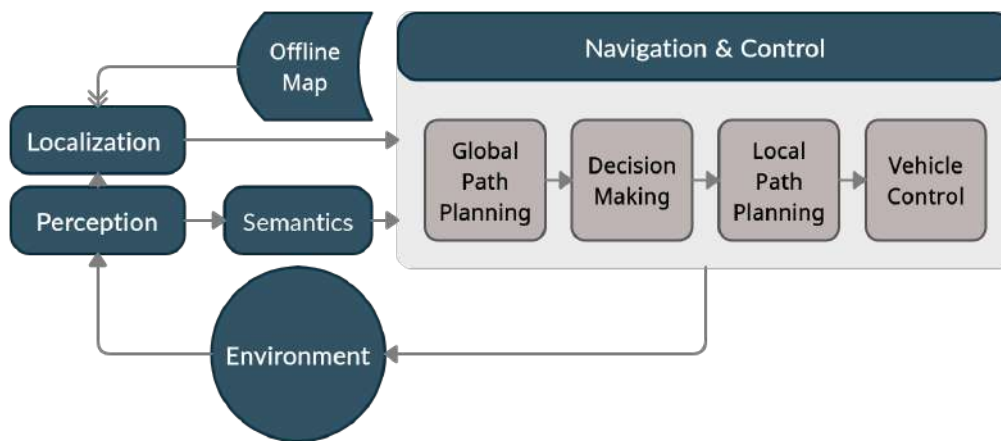 Offline
Map
Navigation & Control
Localization
Global
Path
Planning
Decision
Making
Local
Path
Planning
Vehicle
Control
Perception
Semantics
Environment